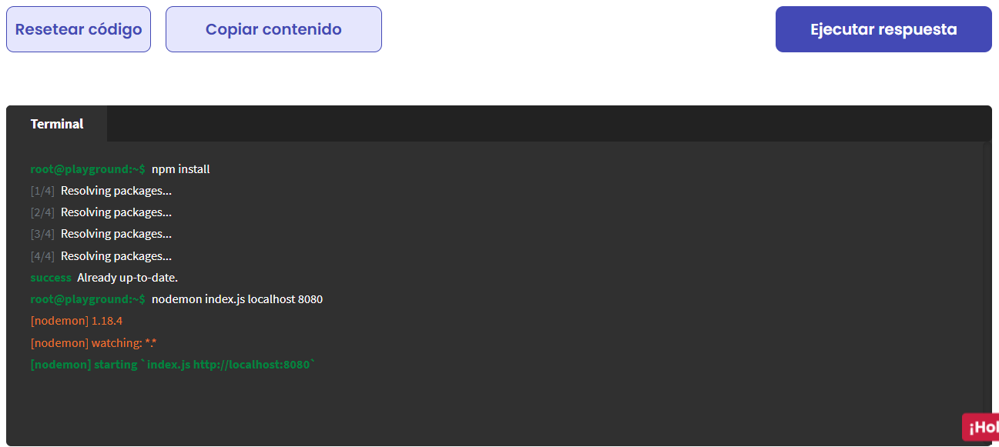 Resetear código
Copiar contenido
Ejecutar respuesta
Terminal
root@playground:~$ npm install
[1/4] Resolving packages...
[2/4] Resolving packages...
[3/4] Resolving packages...
[4/4] Resolving packages...
success Already up-to-date.
root@playground:~$ nodemon index.js localhost 8080
[nodemon] 1.18.4
[nodemon] watching: *.*
[nodemon] starting `index.js http://localhost:8080`